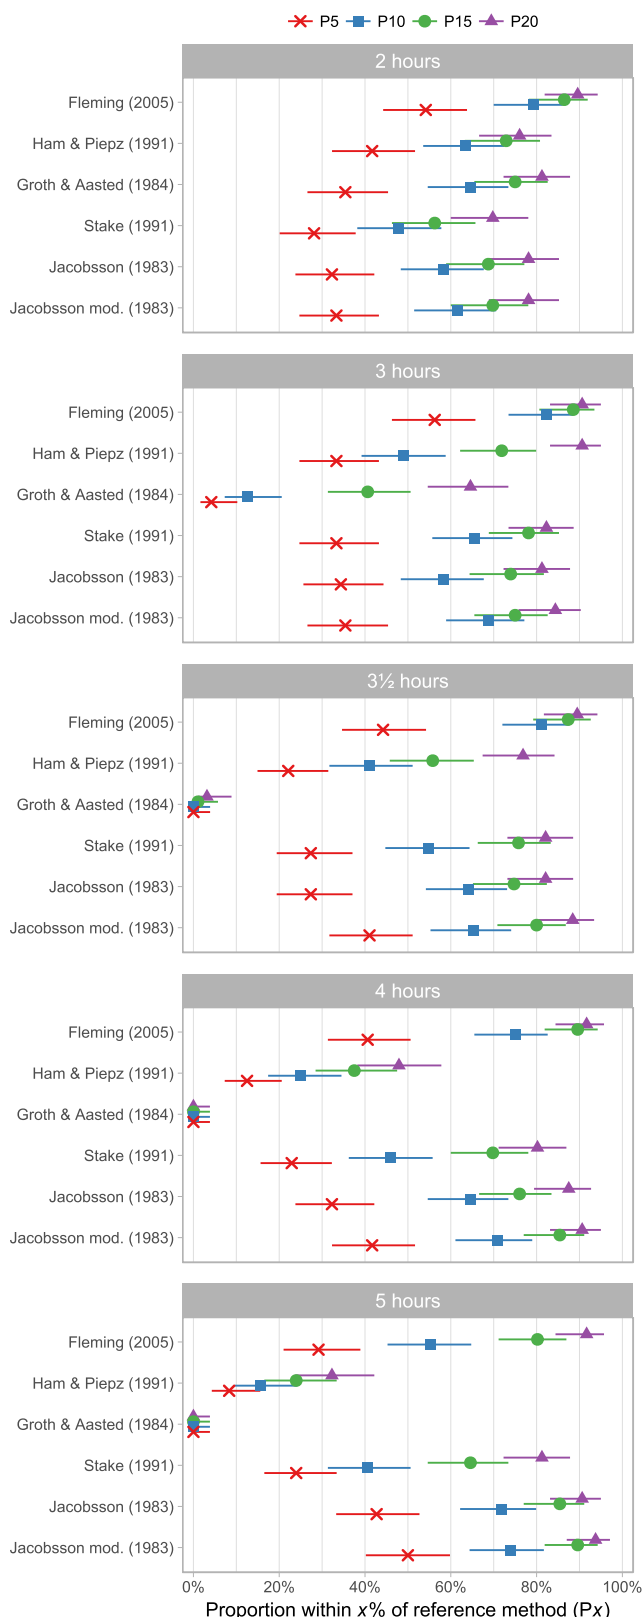 P5 P10 P15 P20
2 hours
Fleming (2005)
Ham & Piepz (1991)
Groth & Aasted (1984)
Stake (1991)
Jacobsson (1983)
Jacobsson mod. (1983)
3 hours
Fleming (2005)
Ham & Piepz (1991)
Groth & Aasted (1984)
Stake (1991)
Jacobsson (1983)
Jacobsson mod. (1983)
3½ hours
Fleming (2005)
Ham & Piepz (1991)
Groth & Aasted (1984)
Stake (1991)
Jacobsson (1983)
Jacobsson mod. (1983)
4 hours
Fleming (2005)
Ham & Piepz (1991)
Groth & Aasted (1984)
Stake (1991)
Jacobsson (1983)
Jacobsson mod. (1983)
5 hours
Fleming (2005)
Ham & Piepz (1991)
Groth & Aasted (1984)
Stake (1991)
Jacobsson (1983)
Jacobsson mod. (1983)
0% 20% 40% 60% 80% 100%
Proportion within x% of reference method (Px)